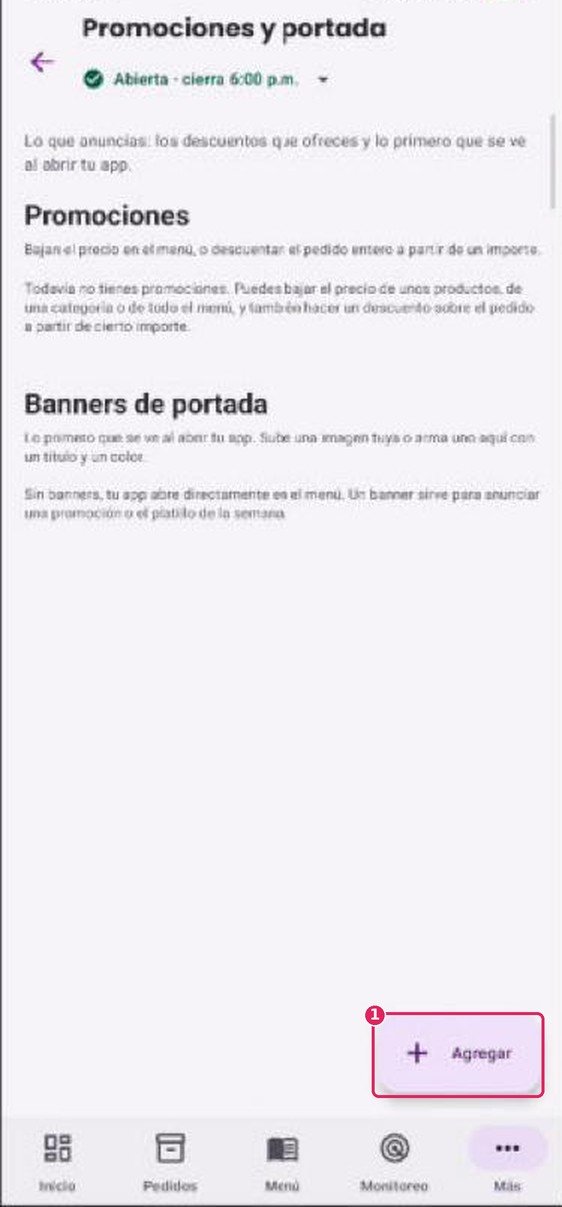 Promociones y portada
Abierta - cierra 6:00 p.m.
Lo que anuncias: los descuentos que ofreces y lo primero que se ve
al abrir tu app.
Promociones
Bajan el precio en el menú, o descuentan el pedido entero a partir de un importe.
Todavía no tienes promociones. Puedes bajar el precio de unos productos, de
una categoría o de todo el menú, y también hacer un descuento sobre el pedido
a partir de cierto importe.
Banners de portada
Lo primero que se ve al abrir tu app. Sube una imagen tuya o arma uno aquí con
un título y un color.
Sin banners, tu app abre directamente en el menú. Un banner sirve para anunciar
una promoción o el platillo de la semana.
1
Agregar
Inicio
Pedidos
Menú
Monitoreo
Más